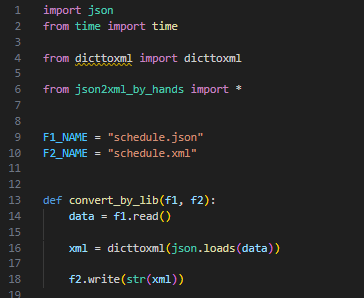 1 import json
2 from time import time
3
4 from dicttoxml import dicttoxml
5
6 from json2xml_by_hands import *
7
8
9 F1_NAME = "schedule.json"
10 F2_NAME = "schedule.xml"
11
12
13 def convert_by_lib(f1, f2):
14     data = f1.read()
15
16     xml = dicttoxml(json.loads(data))
17
18     f2.write(str(xml))
19